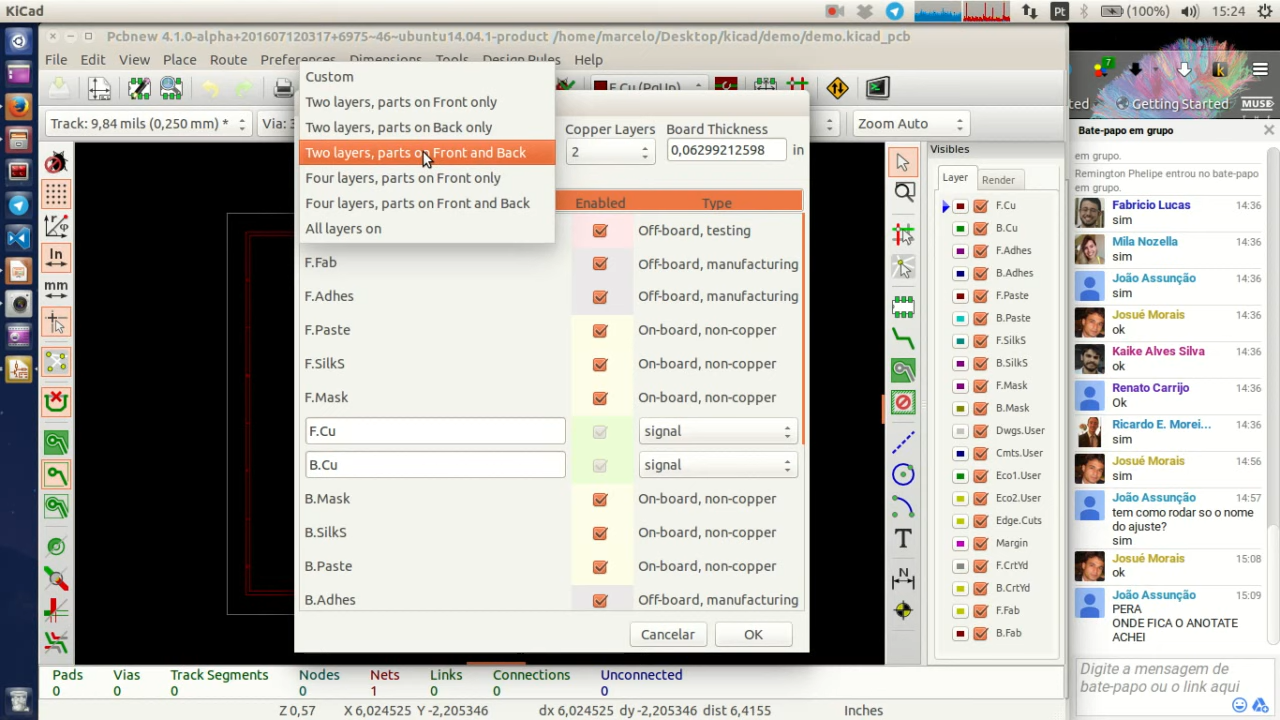 KiCad
Pt
(100%)
15:24
Pcbnew 4.1.0-alpha+201607120317+6975~46~ubuntu14.04.1-product /home/marcelo/Desktop/kicad/demo/demo.kicad_pcb
File Edit View Place Route Preferences Dimensions Tools Design Rules Help
F.Cu (PgUp)
Track: 9,84 mils (0,250 mm) *
Via: 3
Zoom Auto
Custom
Two layers, parts on Front only
Two layers, parts on Back only
Two layers, parts on Front and Back
Four layers, parts on Front only
Four layers, parts on Front and Back
All layers on
Copper Layers
2
Board Thickness
0,06299212598 in
Enabled Type
Off-board, testing
F.Fab Off-board, manufacturing
F.Adhes Off-board, manufacturing
F.Paste On-board, non-copper
F.SilkS On-board, non-copper
F.Mask On-board, non-copper
F.Cu signal
B.Cu signal
B.Mask On-board, non-copper
B.SilkS On-board, non-copper
B.Paste On-board, non-copper
B.Adhes Off-board, manufacturing
Cancelar OK
In
mm
T
N
Visibles
Layer Render
F.Cu
B.Cu
F.Adhes
B.Adhes
F.Paste
B.Paste
F.SilkS
B.SilkS
F.Mask
B.Mask
Dwgs.User
Cmts.User
Eco1.User
Eco2.User
Edge.Cuts
Margin
F.CrtYd
B.CrtYd
F.Fab
B.Fab
Pads Vias Track Segments Nodes Nets Links Connections Unconnected
0 0 0 0 1 0 0 0
Z 0,57 X 6,024525 Y -2,205346 dx 6,024525 dy -2,205346 dist 6,4155 Inches
7
k
ted Getting Started MUSE
Bate-papo em grupo
em grupo.
Remington Phelipe entrou no bate-papo
em grupo.
Fabricio Lucas 14:36
sim
Mila Nozella 14:36
sim
João Assunção 14:36
sim
Josué Morais 14:36
ok
Kaike Alves Silva 14:36
ok
Renato Carrijo 14:36
Ok
Ricardo E. Morei... 14:36
sim
Josué Morais 14:56
sim
João Assunção 14:57
tem como rodar so o nome
do ajuste?
sim
Josué Morais 15:08
ok
João Assunção 15:09
PERA
ONDE FICA O ANOTATE
ACHEI
Digite a mensagem de
bate-papo ou o link aqui